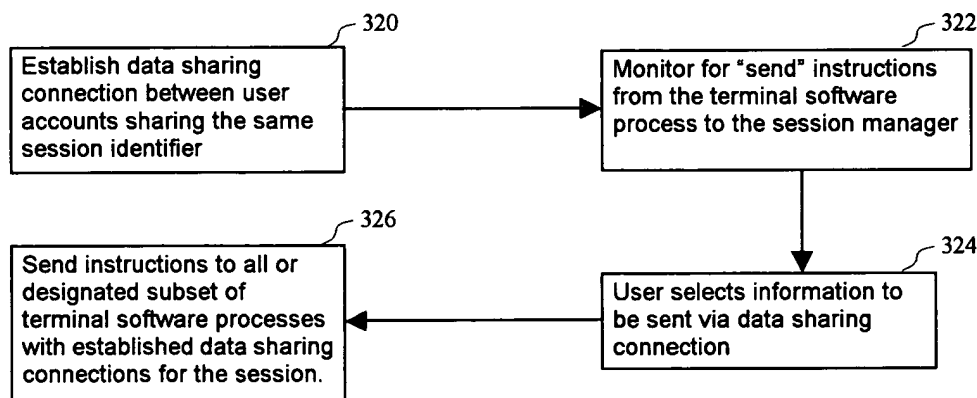 320
Establish data sharing
connection between user
accounts sharing the same
session identifier
322
Monitor for “send” instructions
from the terminal software
process to the session manager
324
User selects information to
be sent via data sharing
connection
326
Send instructions to all or
designated subset of
terminal software processes
with established data sharing
connections for the session.